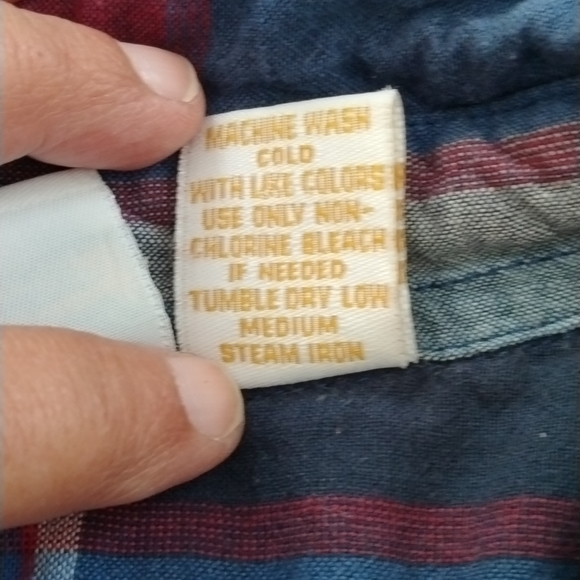 MACHINE WASH
COLD
WITH LIKE COLORS
USE ONLY NON-
CHLORINE BLEACH
IF NEEDED
TUMBLE DRY LOW
MEDIUM
STEAM IRON